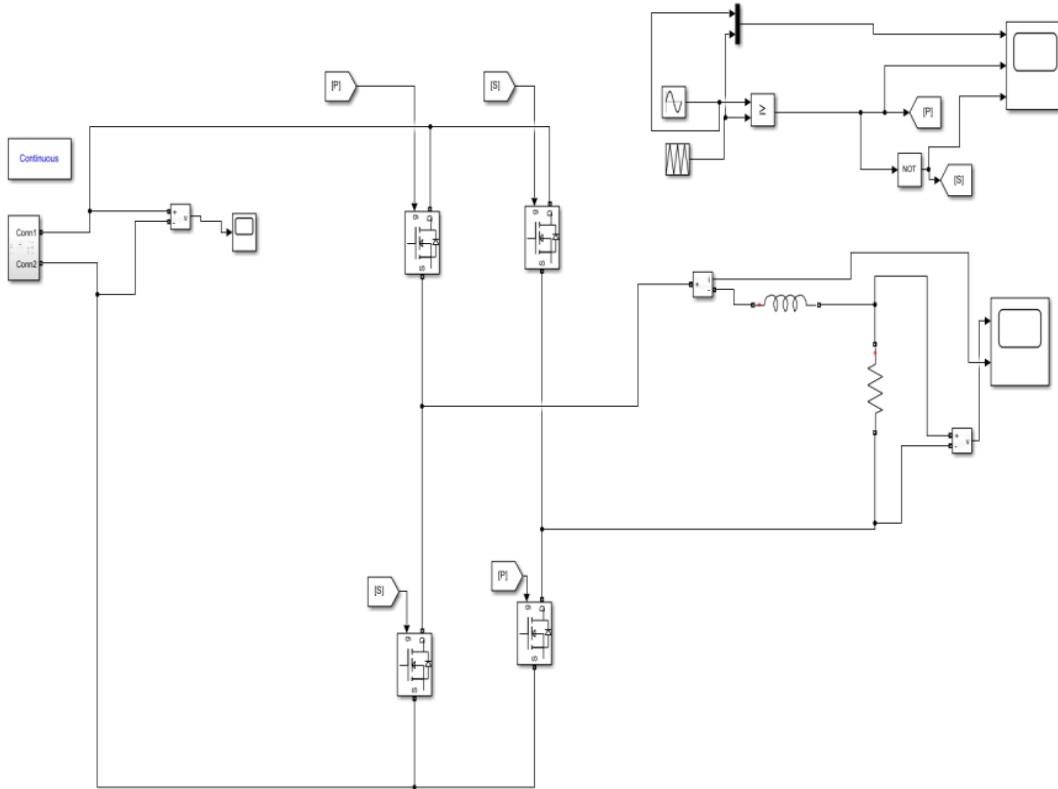 [P]
[S]
Continuous
Conn1
Conn2
+
-
v
g
D
S
g
D
S
≥
[P]
NOT
[S]
+
i
-
+
-
v
[S]
[P]
g
D
S
g
D
S